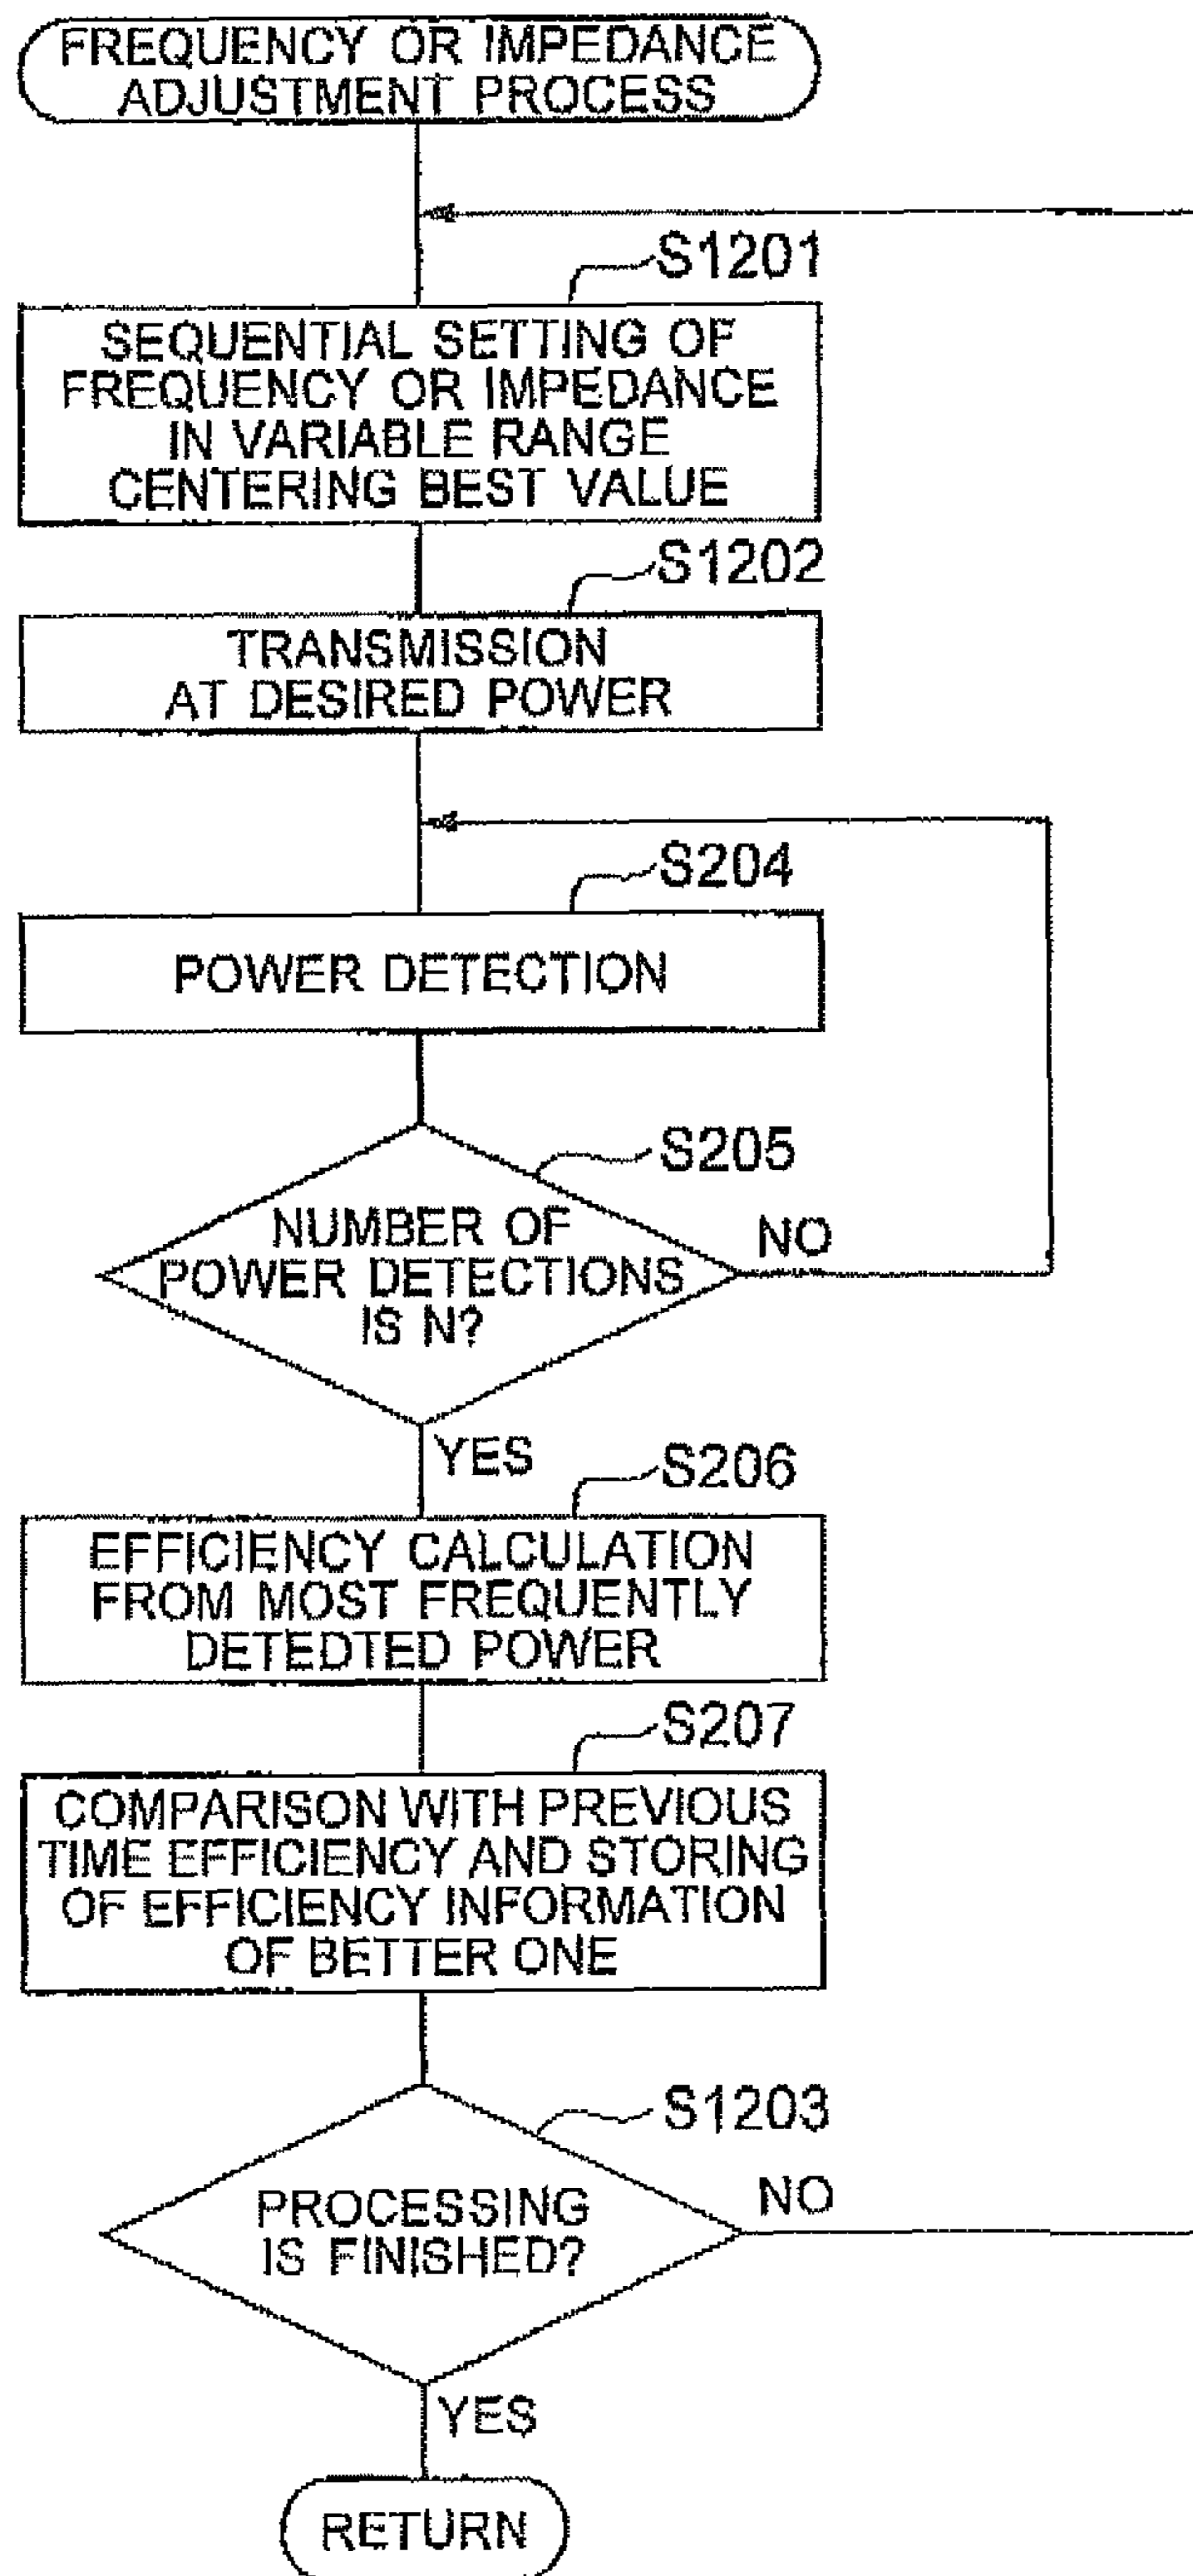 FREQUENCY OR IMPEDANCE
ADJUSTMENT PROCESS
S1201
SEQUENTIAL SETTING OF
FREQUENCY OR IMPEDANCE
IN VARIABLE RANGE
CENTERING BEST VALUE
S1202
TRANSMISSION
AT DESIRED POWER
S204
POWER DETECTION
S205
NUMBER OF
POWER DETECTIONS
IS N?
NO
YES
S206
EFFICIENCY CALCULATION
FROM MOST FREQUENTLY
DETEDTED POWER
S207
COMPARISON WITH PREVIOUS
TIME EFFICIENCY AND STORING
OF EFFICIENCY INFORMATION
OF BETTER ONE
S1203
PROCESSING
IS FINISHED?
NO
YES
RETURN